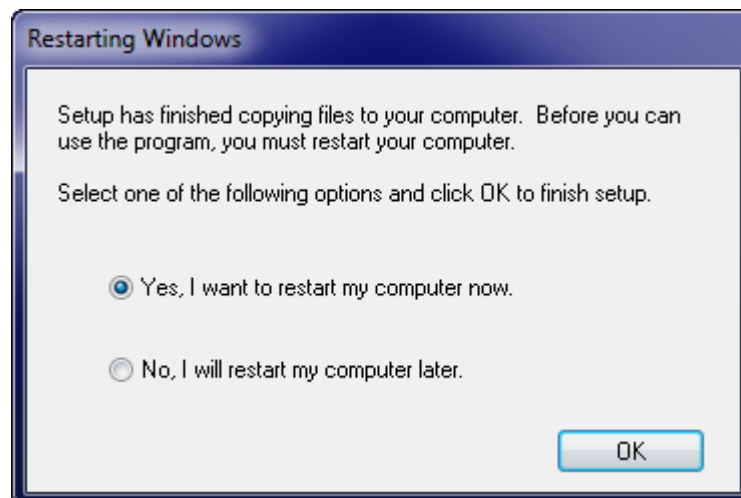 Restarting Windows
Setup has finished copying files to your computer.  Before you can
use the program, you must restart your computer.
Select one of the following options and click OK to finish setup.
Yes, I want to restart my computer now.
No, I will restart my computer later.
OK